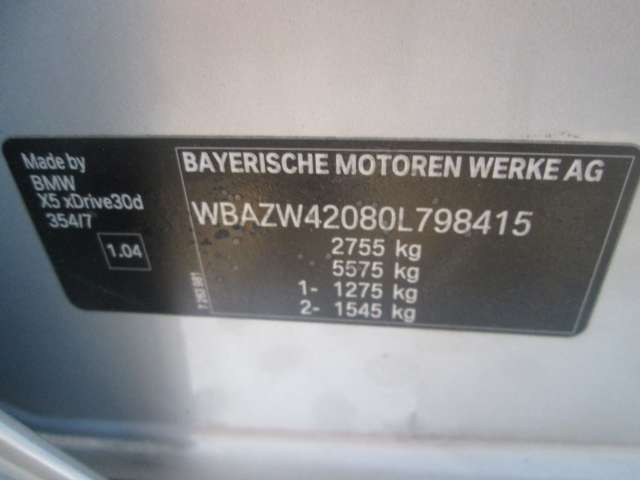 Made by
BMW
X5 xDrive30d
354/7
1.04
BAYERISCHE MOTOREN WERKE AG
WBAZW42080L798415
2755 kg
5575 kg
1- 1275 kg
2- 1545 kg